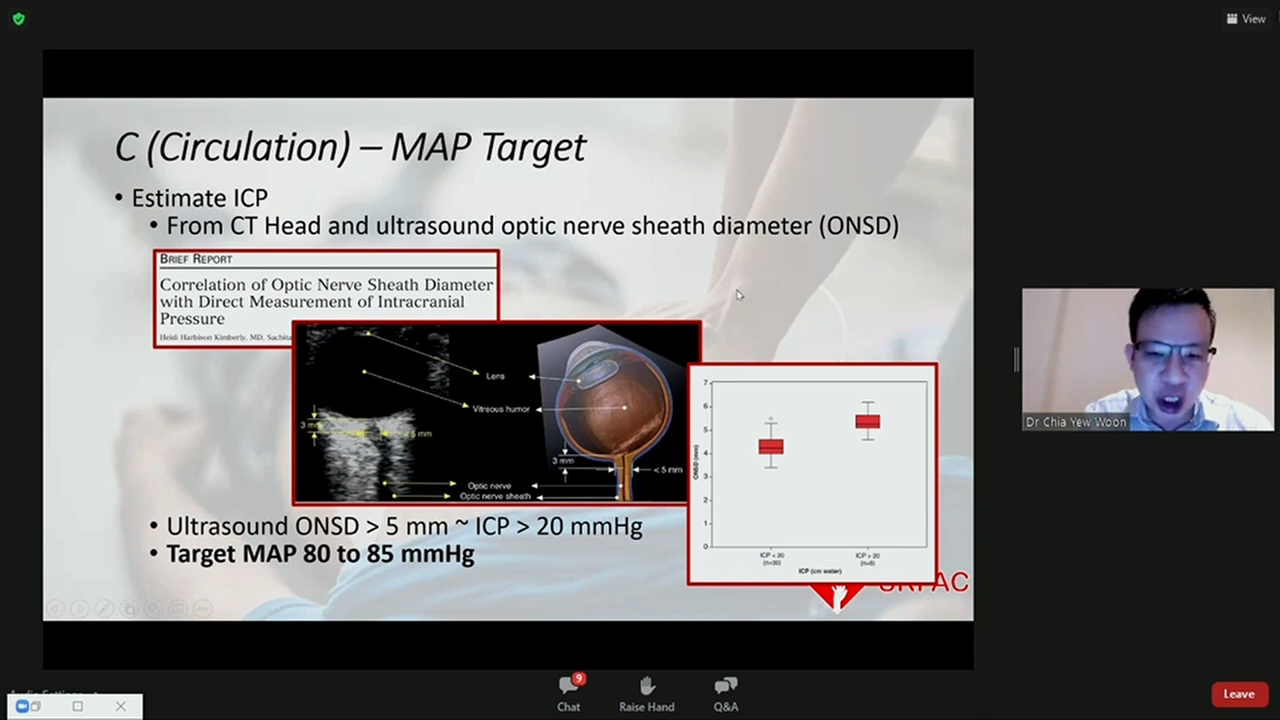 View
C (Circulation) – MAP Target
• Estimate ICP
• From CT Head and ultrasound optic nerve sheath diameter (ONSD)
BRIEF REPORT
Correlation of Optic Nerve Sheath Diameter
with Direct Measurement of Intracranial
Pressure
Heidi Harbison Kimberly, MD, Sachita
Lens
Vitreous humor
3 mm
5 mm
3 mm
< 5 mm
Optic nerve
Optic nerve sheath
7
6
5
4
3
2
1
0
ONSD (mm)
ICP < 20
(n=30)
ICP > 20
(n=8)
ICP (cm water)
• Ultrasound ONSD > 5 mm ~ ICP > 20 mmHg
• Target MAP 80 to 85 mmHg
Dr Chia Yew Woon
9
Chat
Raise Hand
Q&A
Leave